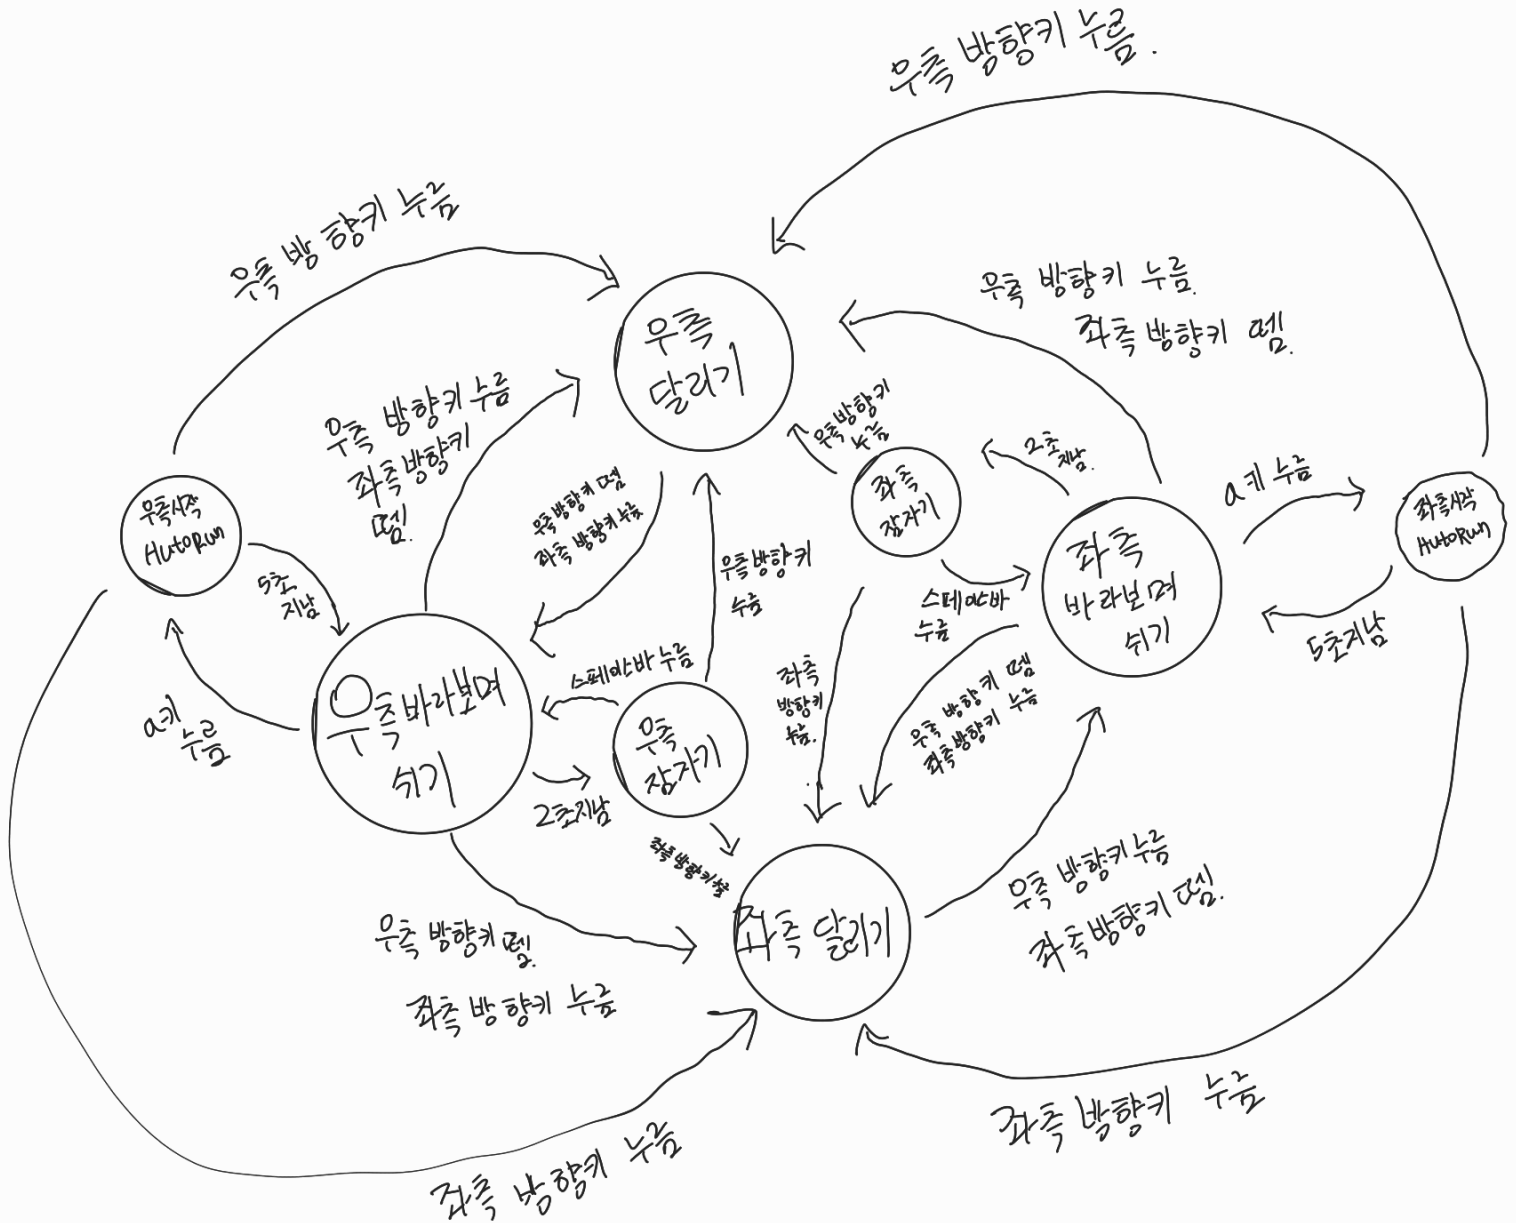 우측 방향키 누름.
우측 방향키 누름
우측 방향키 누름.
좌측 방향키 뗌.
우측
달리기
우측 방향키 누름
좌측 방향키
뗌.
우측방향키
누름
2초
지남.
a키 누름
우측시작
AutoRun
우측방향키 뗌
좌측 방향키 누름
좌측
잠자기
좌측시작
AutoRun
5초
지남
우측방향키
누름
스페이스바
누름
좌측
바라보며
쉬기
5초지남
a키
누름
우측바라보며
쉬기
스페이스바 누름
우측
잠자기
좌측
방향키
누름.
우측 방향키 뗌
좌측방향키 누름
2초지남
좌측방향키누름
우측 방향키 뗌.
좌측 방향키 누름
좌측 달리기
우측 방향키누름
좌측방향키 뗌.
좌측 방향키 누름
좌측 방향키 누름